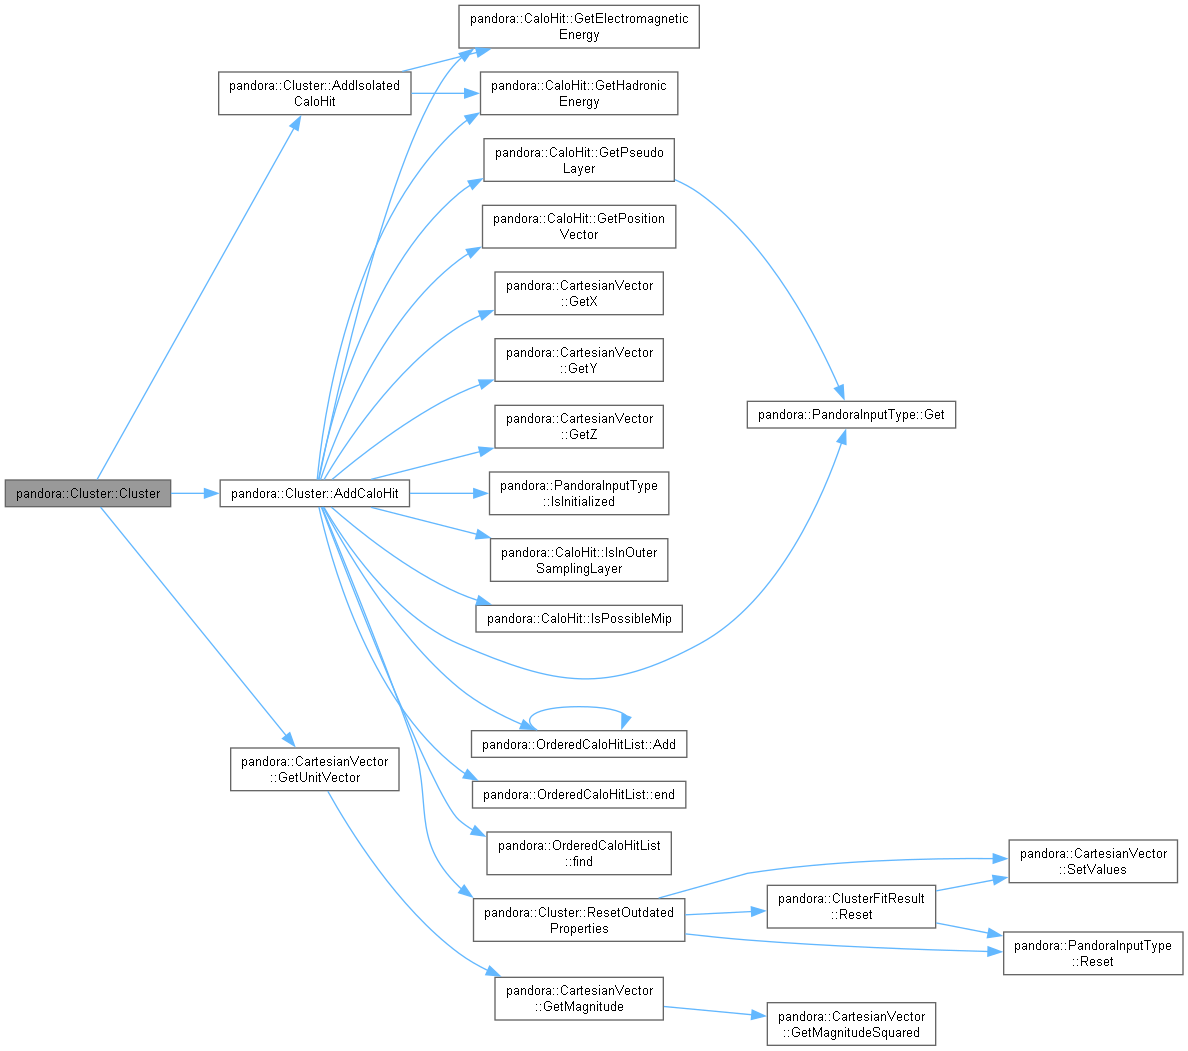 pandora::CaloHit::GetElectromagnetic
Energy
pandora::Cluster::AddIsolated
CaloHit
pandora::CaloHit::GetHadronic
Energy
pandora::CaloHit::GetPseudo
Layer
pandora::CaloHit::GetPosition
Vector
pandora::CartesianVector
::GetX
pandora::CartesianVector
::GetY
pandora::PandoraInputType::Get
pandora::CartesianVector
::GetZ
pandora::Cluster::Cluster
pandora::Cluster::AddCaloHit
pandora::PandoraInputType
::IsInitialized
pandora::CaloHit::IsInOuter
SamplingLayer
pandora::CaloHit::IsPossibleMip
pandora::OrderedCaloHitList::Add
pandora::CartesianVector
::GetUnitVector
pandora::OrderedCaloHitList::end
pandora::OrderedCaloHitList
::find
pandora::CartesianVector
::SetValues
pandora::Cluster::ResetOutdated
Properties
pandora::ClusterFitResult
::Reset
pandora::PandoraInputType
::Reset
pandora::CartesianVector
::GetMagnitude
pandora::CartesianVector
::GetMagnitudeSquared